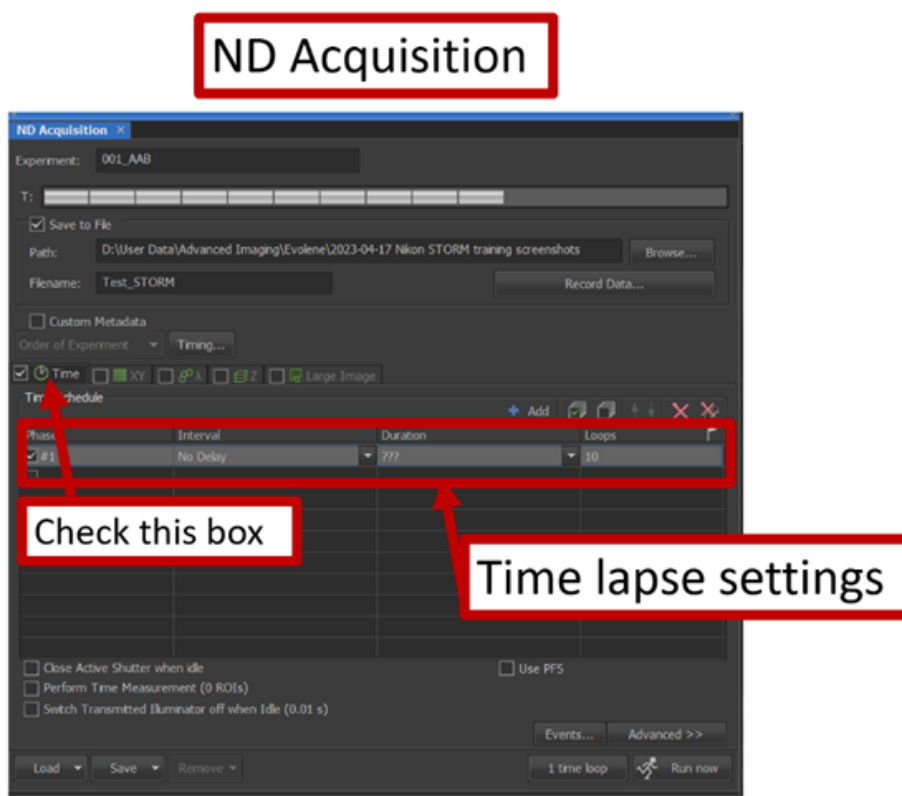 ND Acquisition
ND Acquisition ×
Experiment: 001_AAB
T:
Save to File
Path: D:\User Data\Advanced Imaging\Evolene\2023-04-17 Nikon STORM training screenshots Browse...
Filename: Test_STORM Record Data...
Custom Metadata
Order of Experiment Timing...
Time XY λ Z Large Image
Schedule
+ Add
Phase Interval Duration Loops
#1 No Delay ??? 10
Check this box
Time lapse settings
Close Active Shutter when idle Use PFS
Perform Time Measurement (0 ROIs)
Switch Transmitted Illuminator off when Idle (0.01 s)
Events... Advanced >>
Load Save Remove 1 time loop Run now